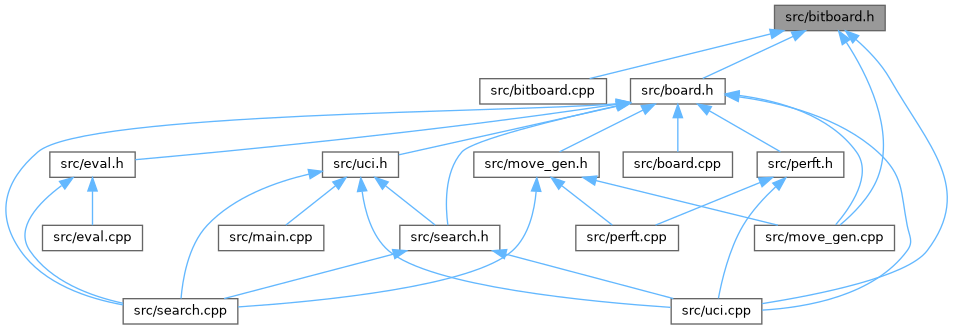 src/bitboard.h
src/bitboard.cpp
src/board.h
src/eval.h
src/uci.h
src/move_gen.h
src/board.cpp
src/perft.h
src/eval.cpp
src/main.cpp
src/search.h
src/perft.cpp
src/move_gen.cpp
src/search.cpp
src/uci.cpp